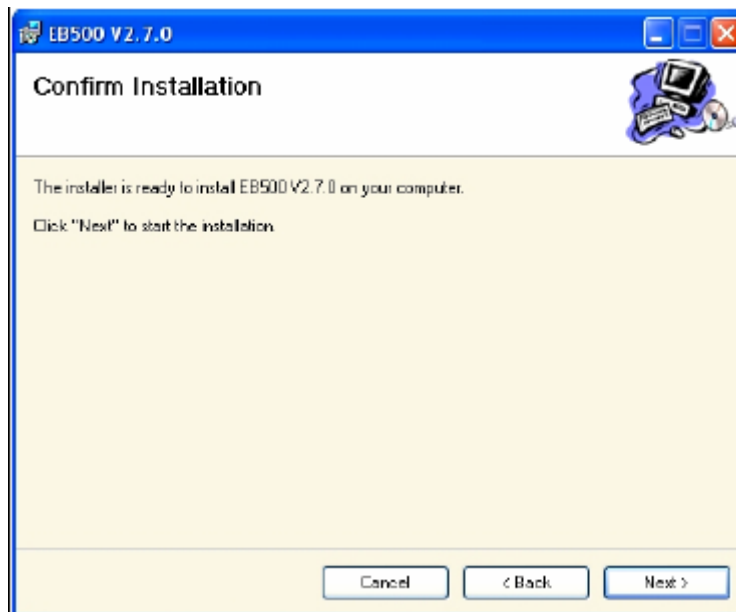 EB500 V2.7.0
Confirm Installation
The installer is ready to install EB500 V2.7.0 on your computer.
Click "Next" to start the installation.
Cancel
< Back
Next >